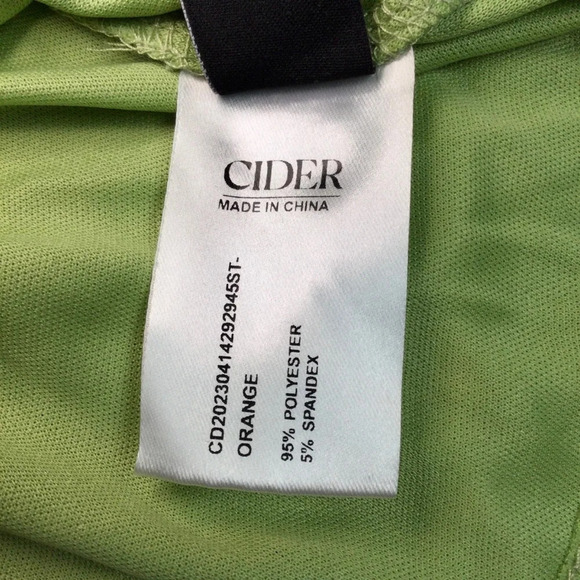 CIDER
MADE IN CHINA
CD20230414292945ST-
ORANGE
95% POLYESTER
5% SPANDEX